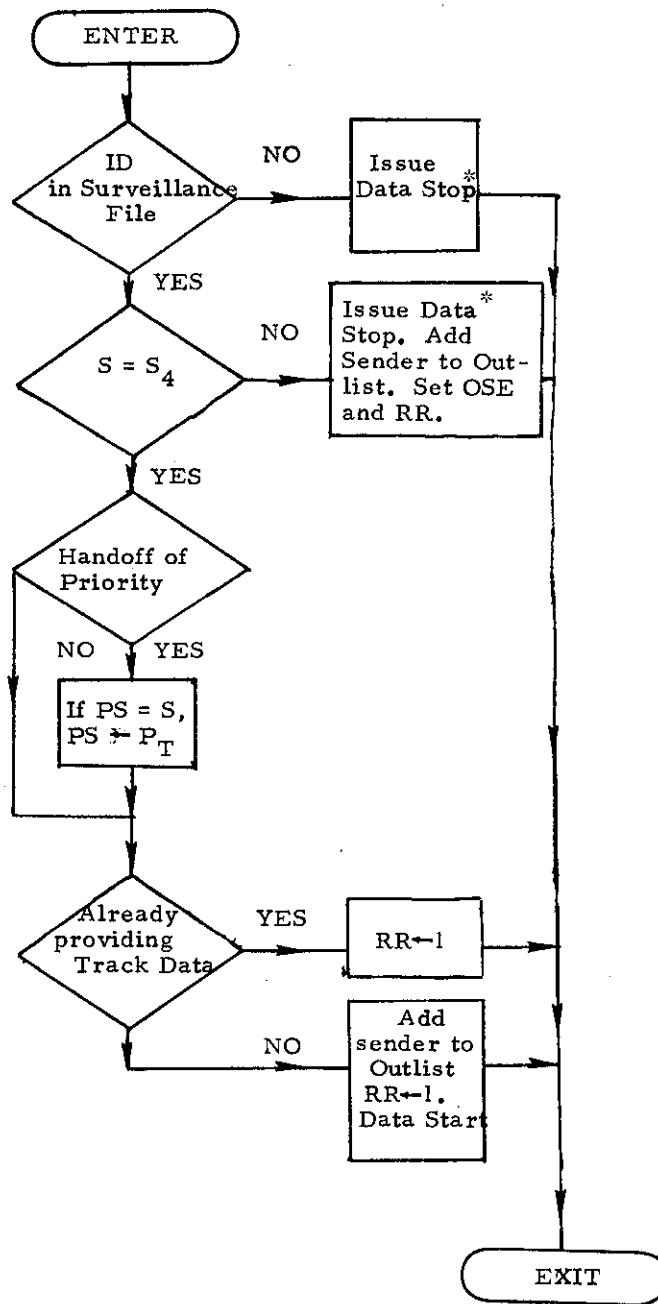 ENTER
ID
in Surveillance
File
NO
Issue
Data Stop*
YES
S = S4
NO
Issue Data*
Stop. Add
Sender to Out-
list. Set OSE
and RR.
YES
Handoff of
Priority
NO YES
If PS = S,
PS ← PT
Already
providing
Track Data
YES
RR←1
NO
Add
sender to
Outlist
RR←1.
Data Start
EXIT